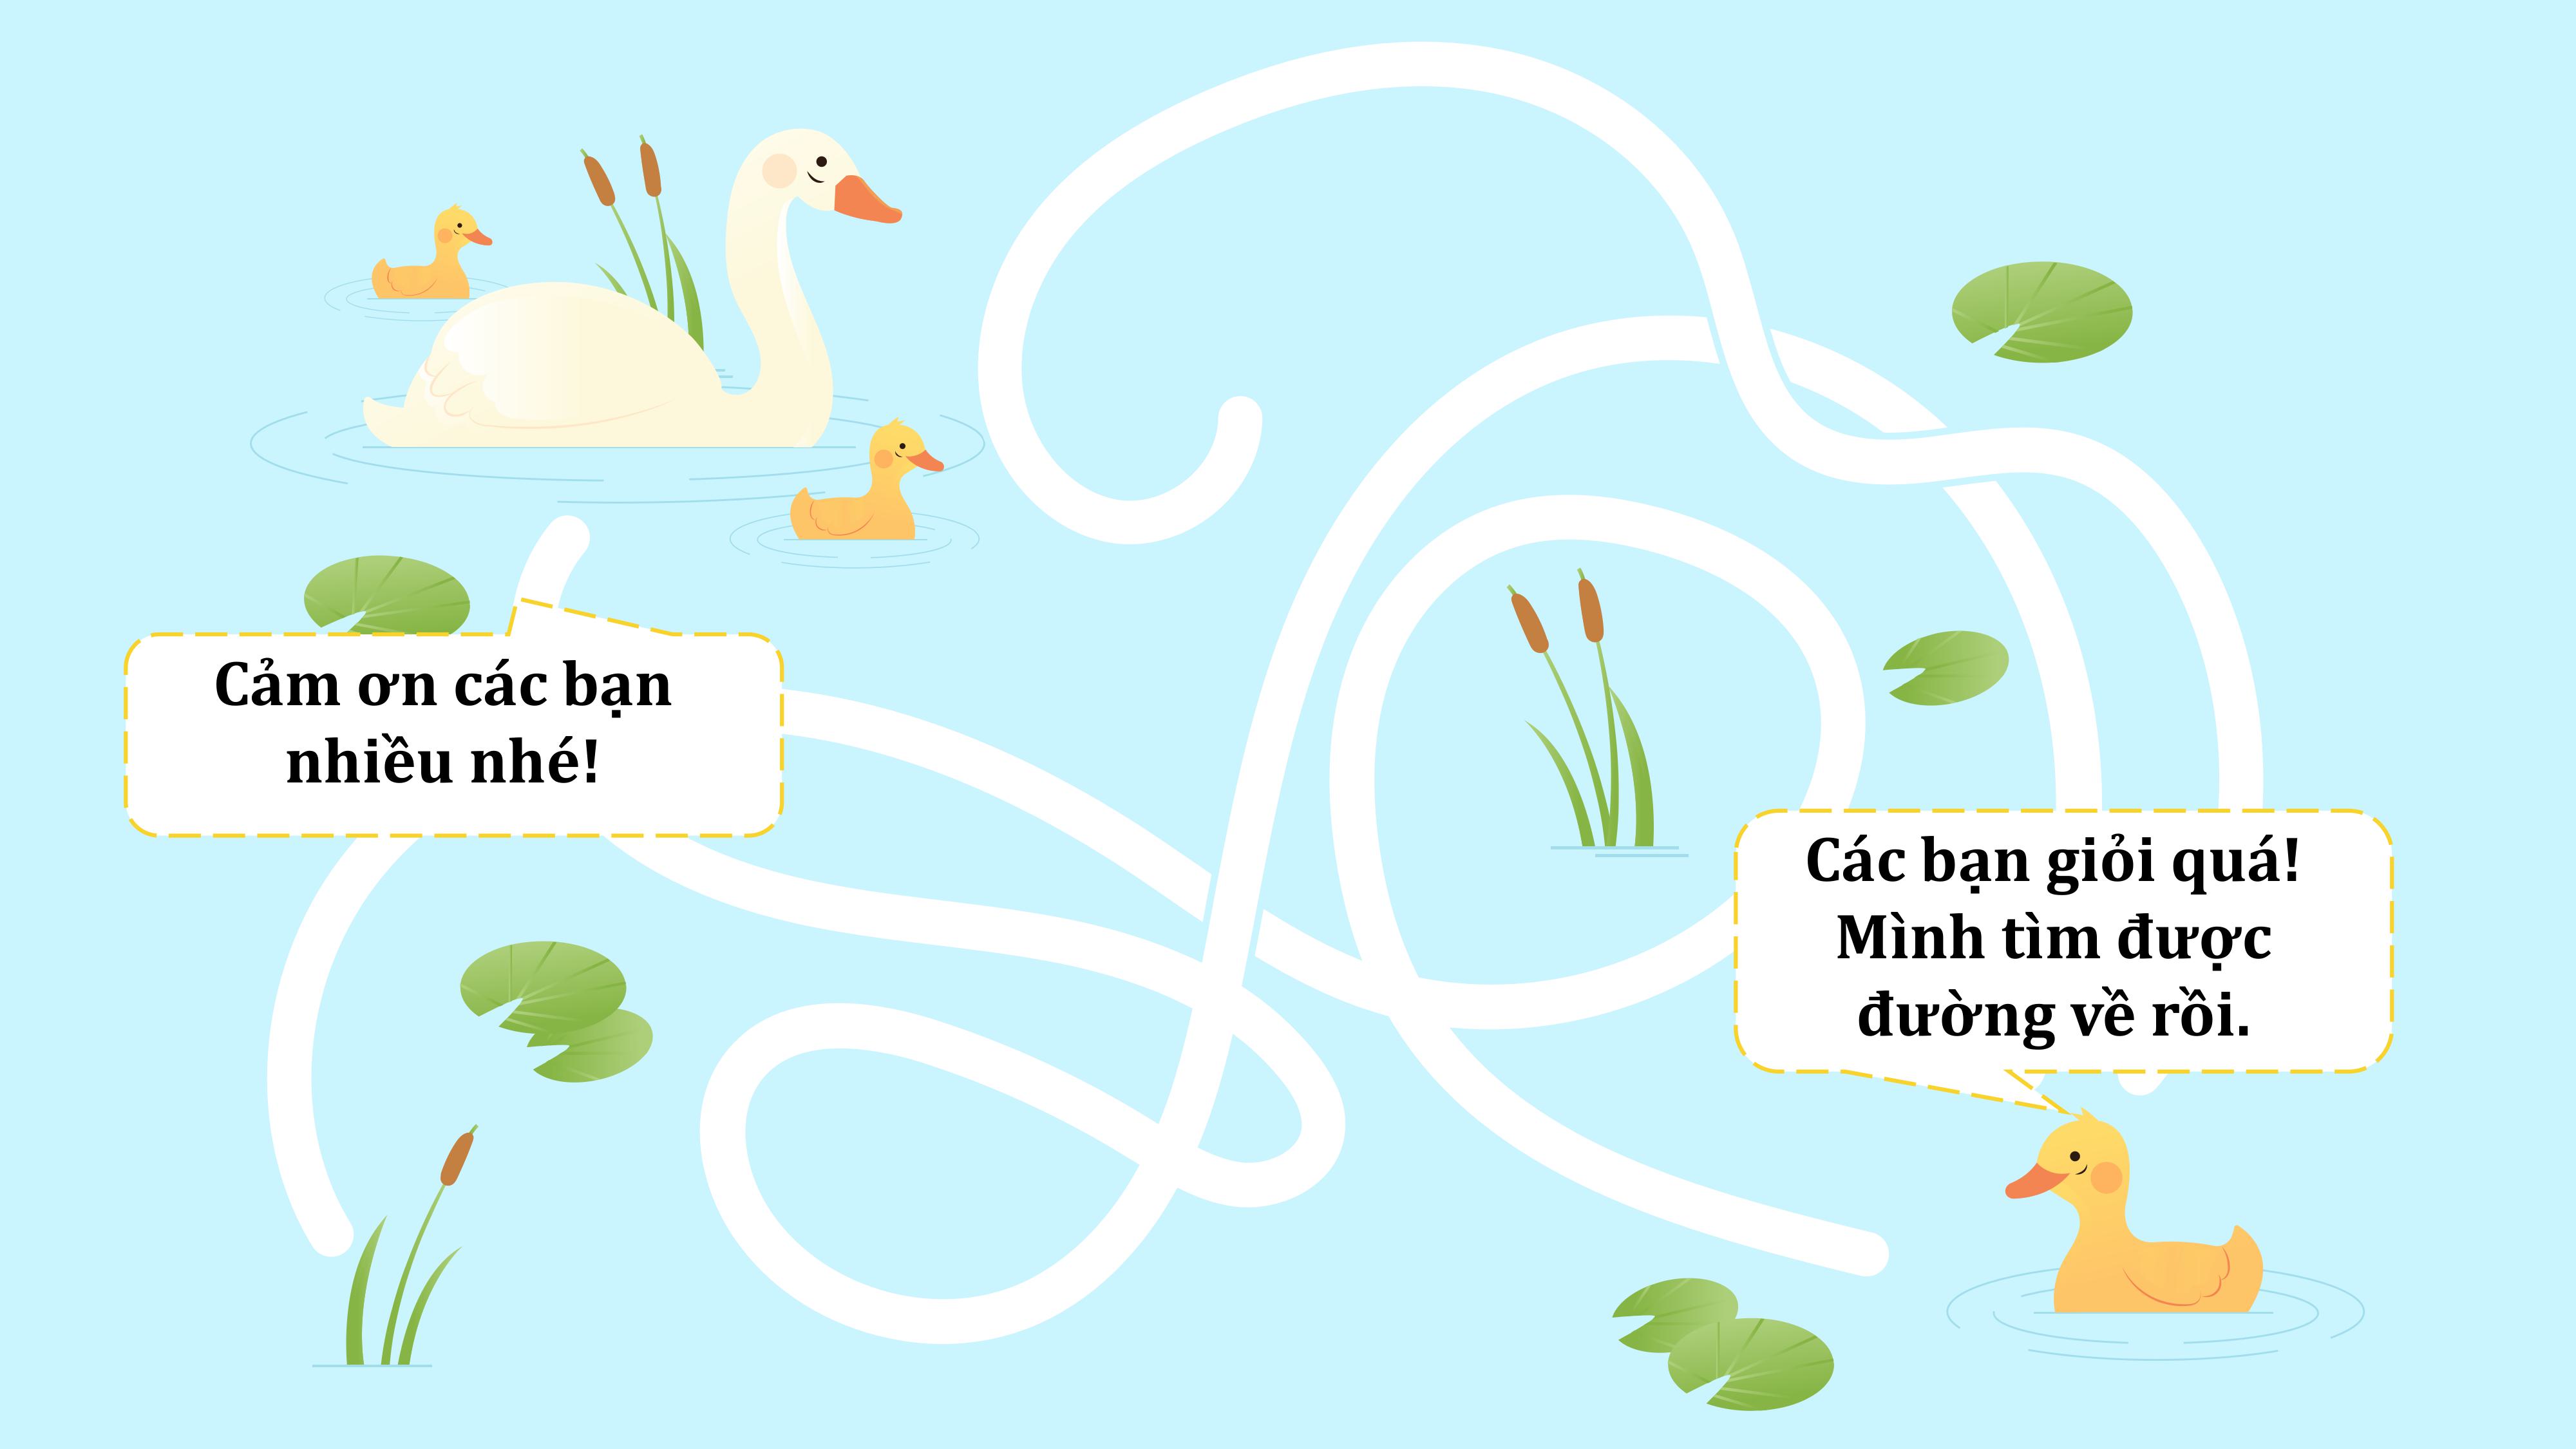 Cảm ơn các bạn
nhiều nhé!
Các bạn giỏi quá!
Mình tìm được
đường về rồi.